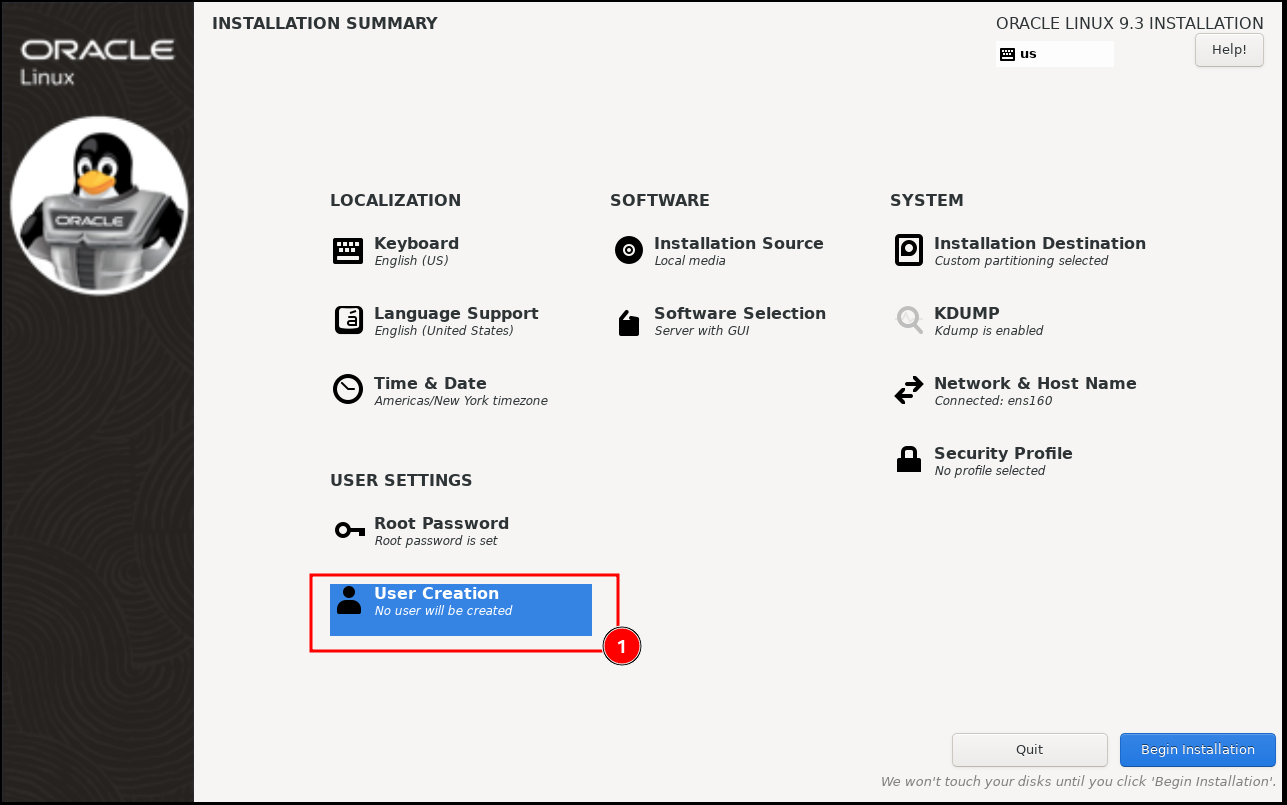 ORACLE
Linux
ORACLE
INSTALLATION SUMMARY
ORACLE LINUX 9.3 INSTALLATION
us
Help!
LOCALIZATION
Keyboard
English (US)
Language Support
English (United States)
Time & Date
Americas/New York timezone
SOFTWARE
Installation Source
Local media
Software Selection
Server with GUI
SYSTEM
Installation Destination
Custom partitioning selected
KDUMP
Kdump is enabled
Network & Host Name
Connected: ens160
Security Profile
No profile selected
USER SETTINGS
Root Password
Root password is set
User Creation
No user will be created
1
Quit
Begin Installation
We won't touch your disks until you click 'Begin Installation'.